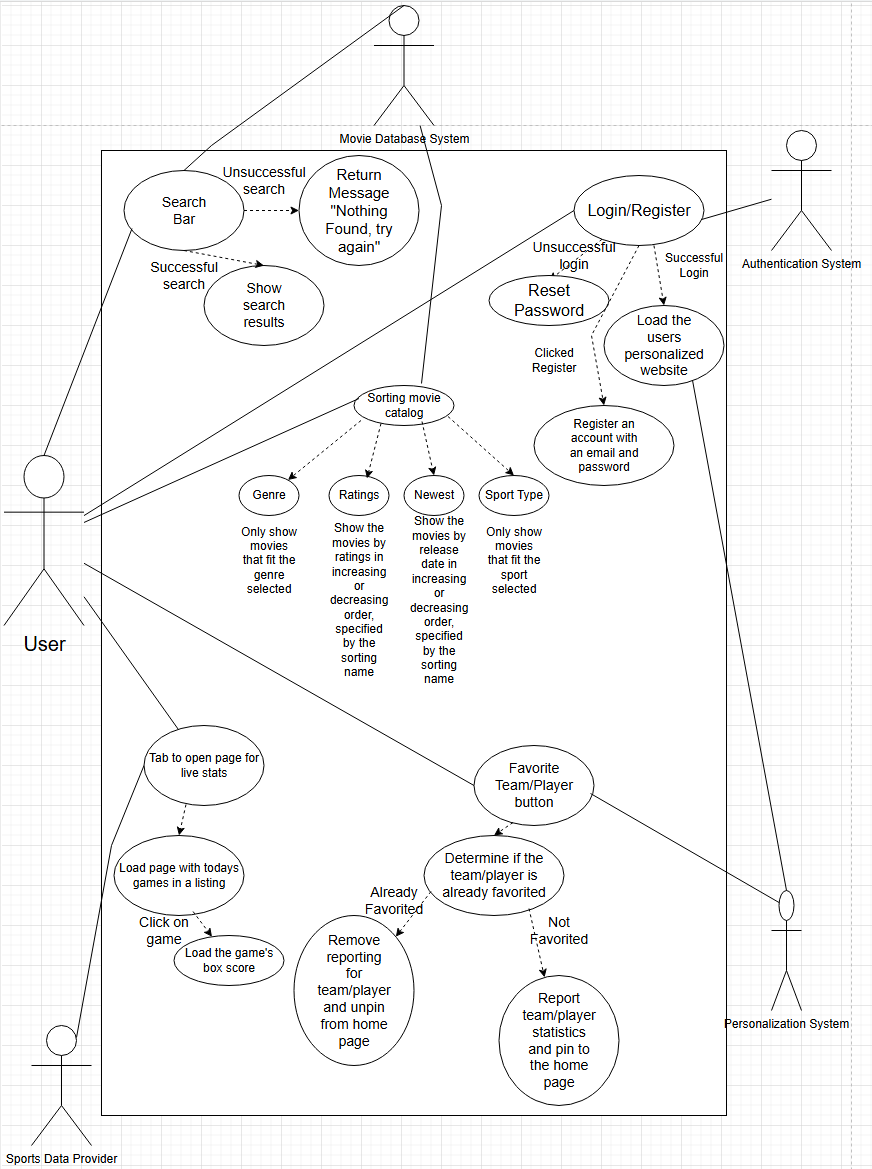 Movie Database System
Unsuccessful
search
Search
Bar
Return
Message
"Nothing
Found, try
again"
Successful
search
Show
search
results
Login/Register
Authentication System
Unsuccessful
login
Successful
Login
Reset
Password
Load the
users
personalized
website
Clicked
Register
Register an
account with
an email and
password
Sorting movie
catalog
Genre
Ratings
Newest
Sport Type
Only show
movies
that fit the
genre
selected
Show the
movies by
ratings in
increasing
or
decreasing
order,
specified
by the
sorting
name
Show the
movies by
release
date in
increasing
or
decreasing
order,
specified
by the
sorting
name
Only show
movies
that fit the
sport
selected
User
Tab to open page for
live stats
Load page with todays
games in a listing
Click on
game
Load the game's
box score
Favorite
Team/Player
button
Determine if the
team/player is
already favorited
Already
Favorited
Not
Favorited
Remove
reporting
for
team/player
and unpin
from home
page
Report
team/player
statistics
and pin to
the home
page
Personalization System
Sports Data Provider